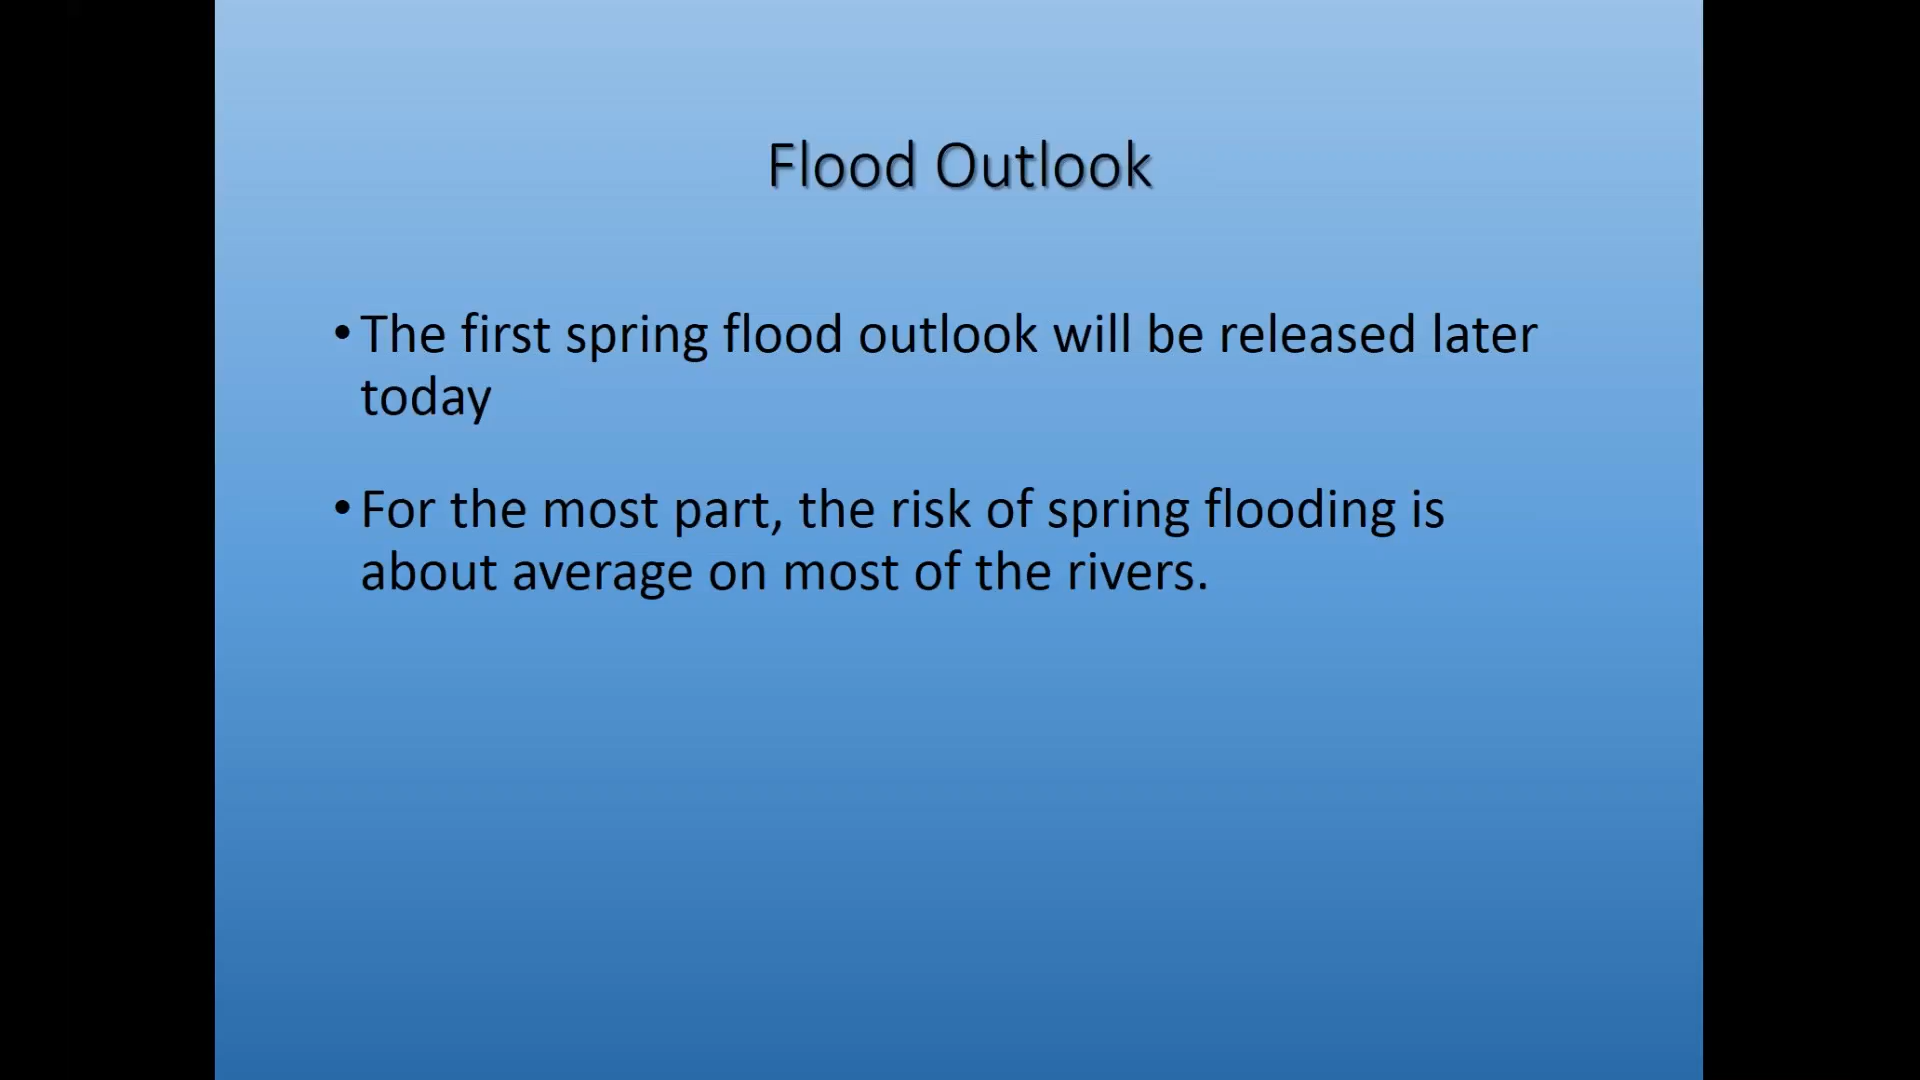 Flood Outlook
•The first spring flood outlook will be released later
today
•For the most part, the risk of spring flooding is
about average on most of the rivers.